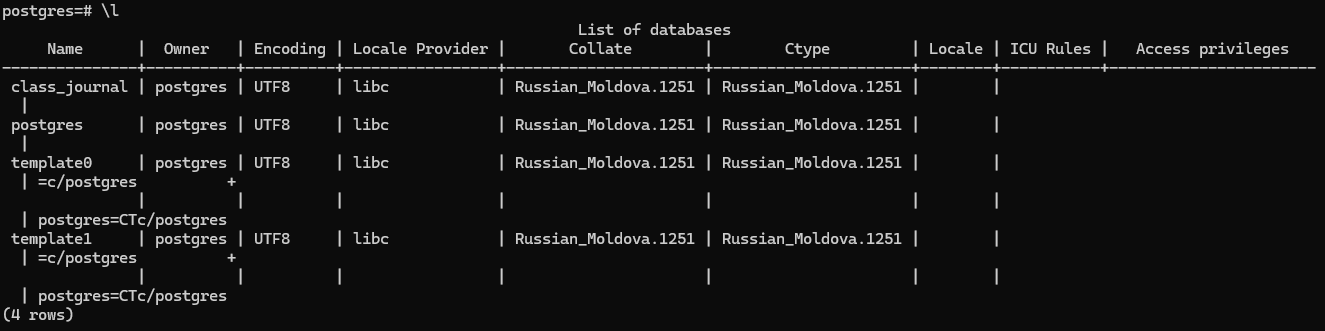 postgres=# \l
                                                                List of databases
     Name      |  Owner   | Encoding | Locale Provider |       Collate        |        Ctype         | Locale | ICU Rules |   Access privileges
---------------+----------+----------+-----------------+----------------------+----------------------+--------+-----------+-----------------------
 class_journal | postgres | UTF8     | libc            | Russian_Moldova.1251 | Russian_Moldova.1251 |        |
  |
 postgres      | postgres | UTF8     | libc            | Russian_Moldova.1251 | Russian_Moldova.1251 |        |
  |
 template0     | postgres | UTF8     | libc            | Russian_Moldova.1251 | Russian_Moldova.1251 |        |
  | =c/postgres          +
               |          |          |                 |                      |                      |        |
  | postgres=CTc/postgres
 template1     | postgres | UTF8     | libc            | Russian_Moldova.1251 | Russian_Moldova.1251 |        |
  | =c/postgres          +
               |          |          |                 |                      |                      |        |
  | postgres=CTc/postgres
(4 rows)